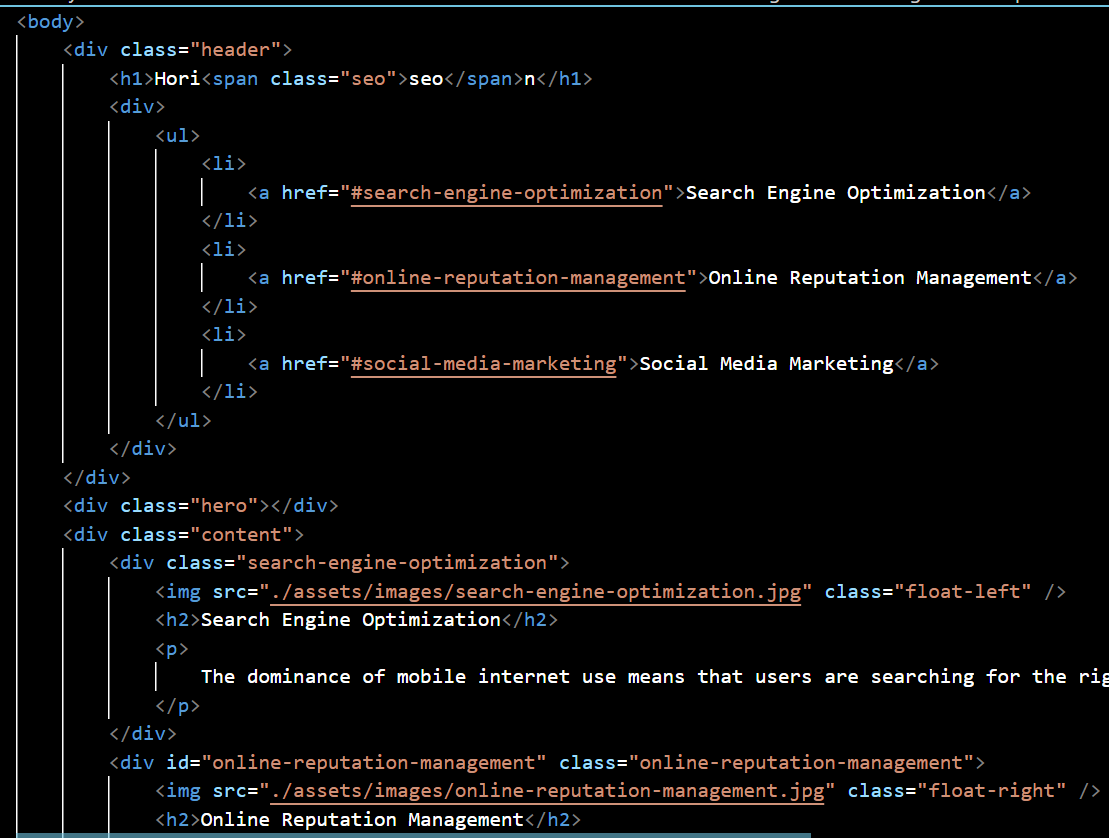 <body>
<div class="header">
<h1>Hori<span class="seo">seo</span>n</h1>
<div>
<ul>
<li>
<a href="#search-engine-optimization">Search Engine Optimization</a>
</li>
<li>
<a href="#online-reputation-management">Online Reputation Management</a>
</li>
<li>
<a href="#social-media-marketing">Social Media Marketing</a>
</li>
</ul>
</div>
</div>
<div class="hero"></div>
<div class="content">
<div class="search-engine-optimization">
<img src="./assets/images/search-engine-optimization.jpg" class="float-left" />
<h2>Search Engine Optimization</h2>
<p>
The dominance of mobile internet use means that users are searching for the
</p>
</div>
<div id="online-reputation-management" class="online-reputation-management">
<img src="./assets/images/online-reputation-management.jpg" class="float-right" />
<h2>Online Reputation Management</h2>